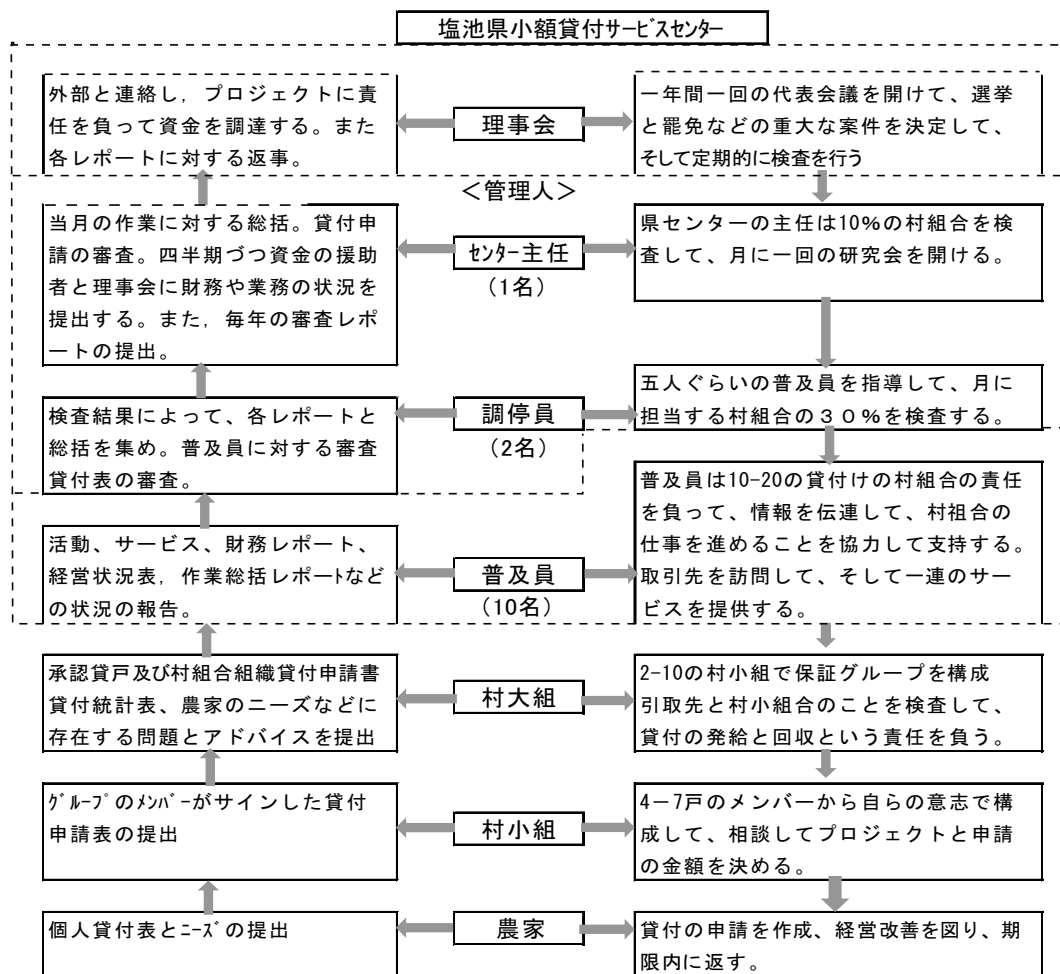 塩池県小額貸付サービスセンター
外部と連絡し，プロジェクトに責
任を負って資金を調達する。また
各レポートに対する返事。
理事会
一年間一回の代表会議を開けて、選挙
と罷免などの重大な案件を決定して、
そして定期的に検査を行う
＜管理人＞
当月の作業に対する総括。貸付申
請の審査。四半期づつ資金の援助
者と理事会に財務や業務の状況を
提出する。また，毎年の審査レポ
ートの提出。
センター主任
（1名）
県センターの主任は10%の村組合を検
査して、月に一回の研究会を開ける。
検査結果によって、各レポートと
総括を集め。普及員に対する審査
貸付表の審査。
調停員
（2名）
五人ぐらいの普及員を指導して、月に
担当する村組合の３０％を検査する。
活動、サービス、財務レポート、
経営状況表，作業総括レポートなど
の状況の報告。
普及員
（10名）
普及員は10-20の貸付けの村組合の責任
を負って、情報を伝連して、村祖合の
仕事を進めることを協力して支持する。
取引先を訪問して、そして一連のサー
ビスを提供する。
承認貸戸及び村組合組織貸付申請書
貸付統計表、農家のニーズなどに
存在する問題とアドバイスを提出
村大組
2-10の村小組で保証グループを構成
引取先と村小組合のことを検査して、
貸付の発給と回収という責任を負う。
ｸﾞﾙｰﾌﾟのﾒﾝﾊﾞｰがサインした貸付
申請表の提出
村小組
4－7戸のメンバーから自らの意志で構
成して、相談してプロジェクトと申請
の金額を決める。
個人貸付表とﾆｰｽﾞの提出
農家
貸付の申請を作成、経営改善を図り、期
限内に返す。